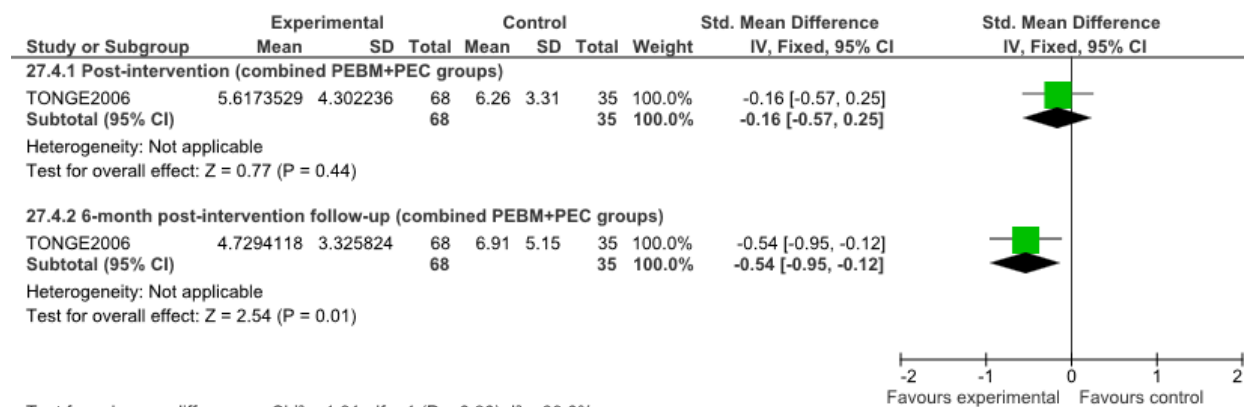 Experimental Control Std. Mean Difference Std. Mean Difference
Study or Subgroup Mean SD Total Mean SD Total Weight IV, Fixed, 95% CI IV, Fixed, 95% CI
27.4.1 Post-intervention (combined PEBM+PEC groups)
TONGE2006 5.6173529 4.302236 68 6.26 3.31 35 100.0% -0.16 [-0.57, 0.25]
Subtotal (95% CI) 68 35 100.0% -0.16 [-0.57, 0.25]
Heterogeneity: Not applicable
Test for overall effect: Z = 0.77 (P = 0.44)
27.4.2 6-month post-intervention follow-up (combined PEBM+PEC groups)
TONGE2006 4.7294118 3.325824 68 6.91 5.15 35 100.0% -0.54 [-0.95, -0.12]
Subtotal (95% CI) 68 35 100.0% -0.54 [-0.95, -0.12]
Heterogeneity: Not applicable
Test for overall effect: Z = 2.54 (P = 0.01)
-2 -1 0 1 2
Favours experimental Favours control